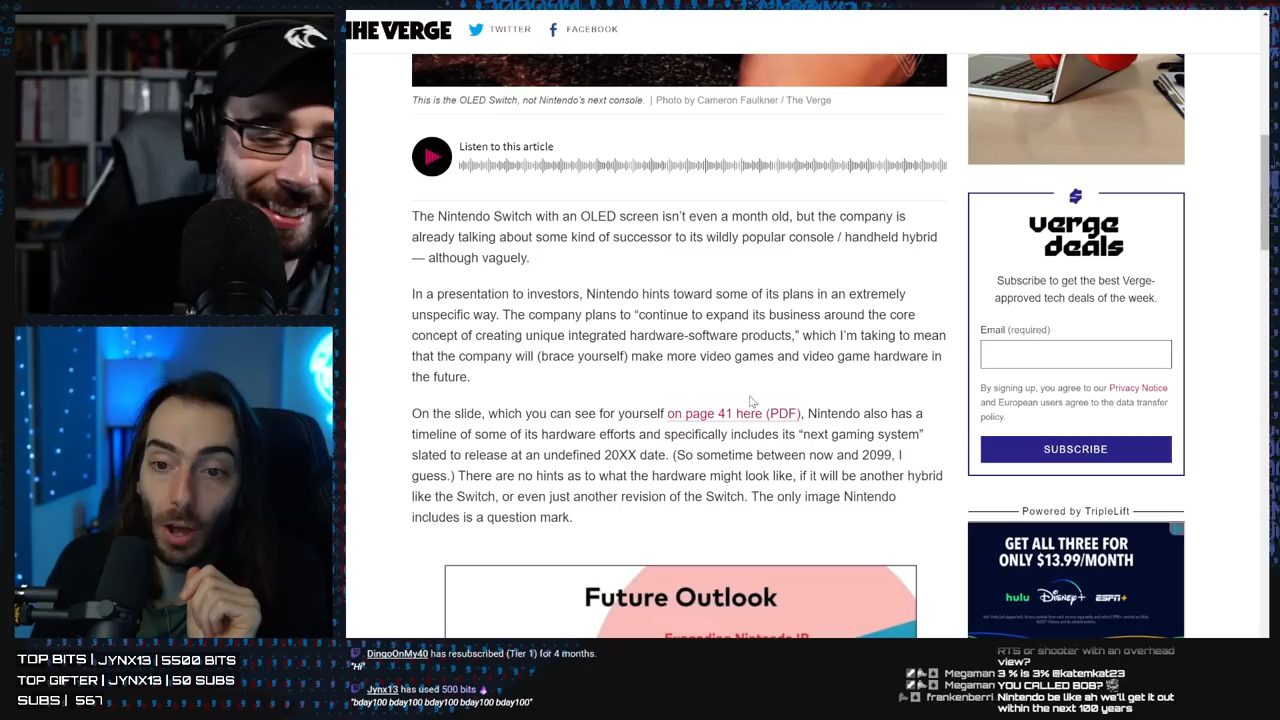 THE VERGE
TWITTER
FACEBOOK
This is the OLED Switch, not Nintendo's next console. | Photo by Cameron Faulkner / The Verge
Listen to this article
The Nintendo Switch with an OLED screen isn't even a month old, but the company is
already talking about some kind of successor to its wildly popular console / handheld hybrid
— although vaguely.
In a presentation to investors, Nintendo hints toward some of its plans in an extremely
unspecific way. The company plans to “continue to expand its business around the core
concept of creating unique integrated hardware-software products,” which I'm taking to mean
that the company will (brace yourself) make more video games and video game hardware in
the future.
On the slide, which you can see for yourself on page 41 here (PDF), Nintendo also has a
timeline of some of its hardware efforts and specifically includes its “next gaming system”
slated to release at an undefined 20XX date. (So sometime between now and 2099, I
guess.) There are no hints as to what the hardware might look like, if it will be another hybrid
like the Switch, or even just another revision of the Switch. The only image Nintendo
includes is a question mark.
Future Outlook
Expanding Nintendo IP
verge
deals
Subscribe to get the best Verge-
approved tech deals of the week.
Email (required)
By signing up, you agree to our Privacy Notice
and European users agree to the data transfer
policy.
SUBSCRIBE
Powered by TripleLift
GET ALL THREE FOR
ONLY $13.99/MONTH
hulu Disney+ ESPN+
TOP BITS | JYNX13 | 5500 BITS
TOP GIFTER | JYNX13 | 50 SUBS
SUBS | 567
DingoOnMy40 has resubscribed (Tier 1) for 4 months.
"Hi"
Jynx13 has used 500 bits
"bday100 bday100 bday100 bday100 bday100"
RTS or shooter with an overhead
view?
Megaman 3 % is 3% @katemkat23
Megaman YOU CALLED BOB?
frankenberri Nintendo be like ah we'll get it out
within the next 100 years